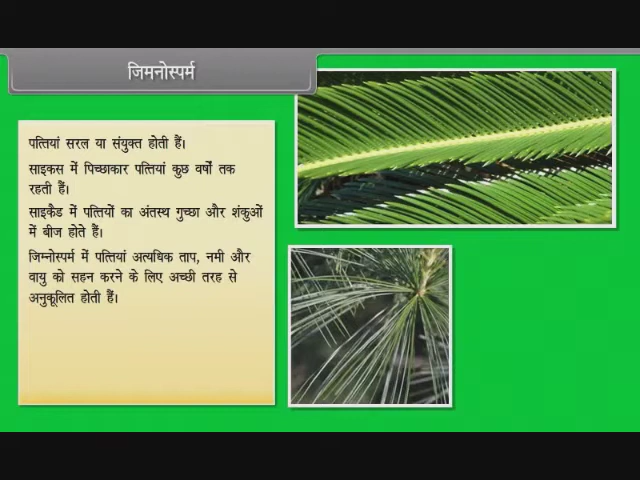 जिमनोस्पर्म
पत्तियां सरल या संयुक्त होती हैं।
साइकस में पिच्छाकार पत्तियां कुछ वर्षों तक
रहती हैं।
साइकैड में पत्तियों का अंतस्थ गुच्छा और शंकुओं
में बीज होते हैं।
जिम्नोस्पर्म में पत्तियां अत्यधिक ताप, नमी और
वायु को सहन करने के लिए अच्छी तरह से
अनुकूलित होती हैं।